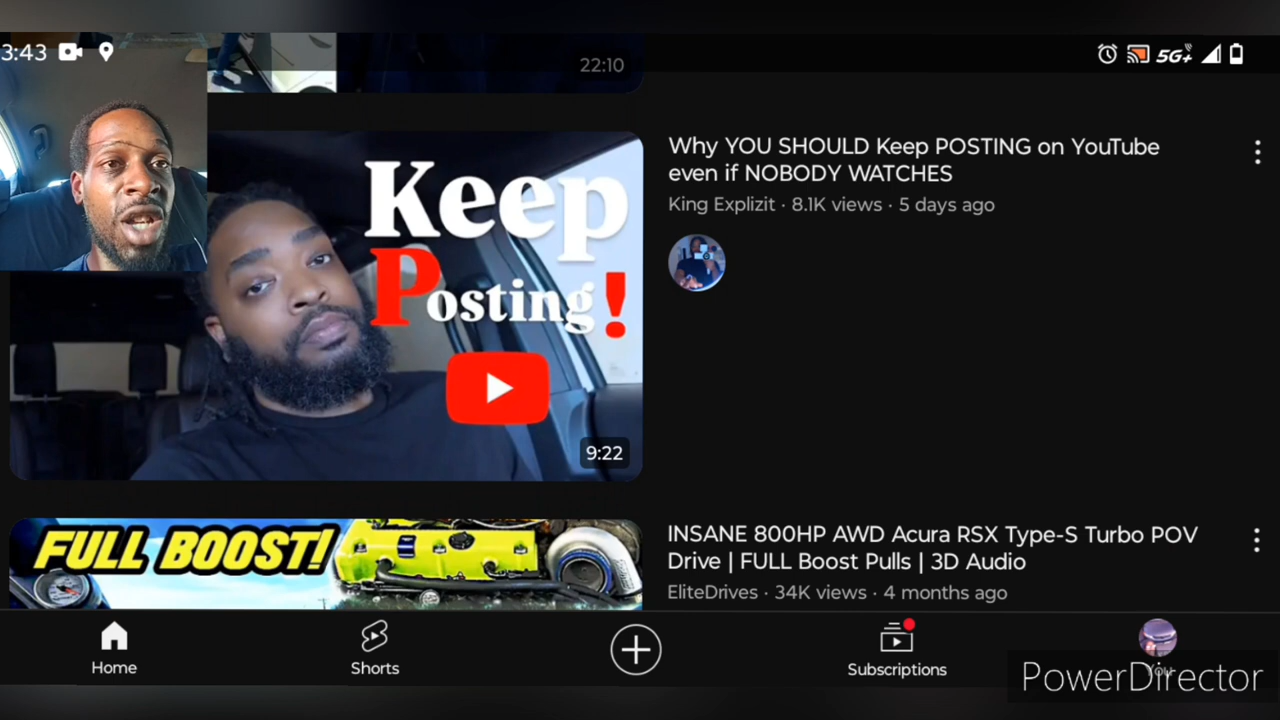 3:43
5G+
22:10
Keep
Posting!
9:22
Why YOU SHOULD Keep POSTING on YouTube
even if NOBODY WATCHES
King Explizit · 8.1K views · 5 days ago
FULL BOOST!
INSANE 800HP AWD Acura RSX Type-S Turbo POV
Drive | FULL Boost Pulls | 3D Audio
EliteDrives · 34K views · 4 months ago
Home
Shorts
Subscriptions
You
PowerDirector